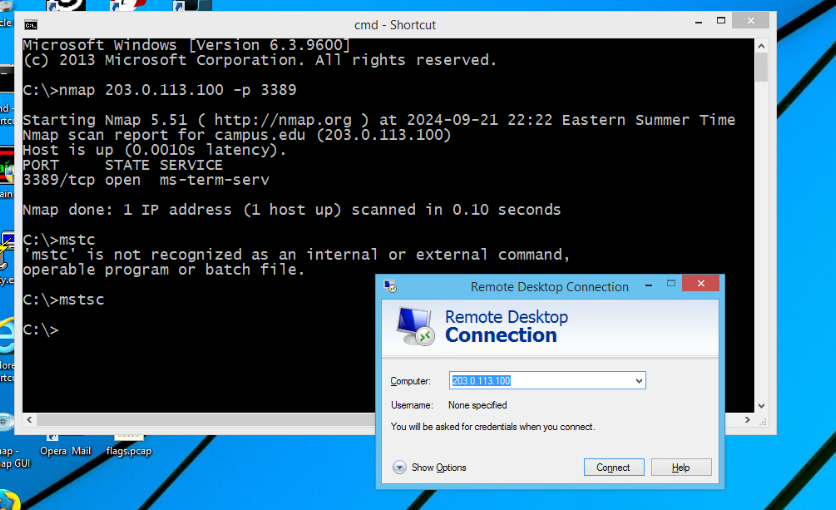 cmd - Shortcut
Microsoft Windows [Version 6.3.9600]
(c) 2013 Microsoft Corporation. All rights reserved.
C:\>nmap 203.0.113.100 -p 3389
Starting Nmap 5.51 ( http://nmap.org ) at 2024-09-21 22:22 Eastern Summer Time
Nmap scan report for campus.edu (203.0.113.100)
Host is up (0.0010s latency).
PORT     STATE SERVICE
3389/tcp open  ms-term-serv
Nmap done: 1 IP address (1 host up) scanned in 0.10 seconds
C:\>mstc
'mstc' is not recognized as an internal or external command,
operable program or batch file.
C:\>mstsc
C:\>
Remote Desktop Connection
Remote Desktop
Connection
Computer: 203.0.113.100
Username: None specified
You will be asked for credentials when you connect.
Show Options Connect Help
Opera Mail flags.pcap